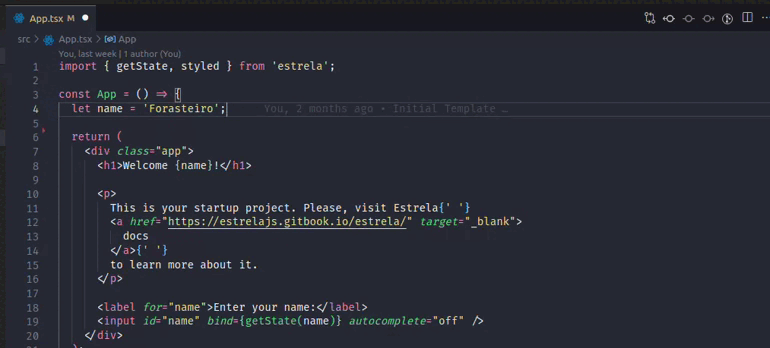 App.tsx M
src > App.tsx > App
You, last week | 1 author (You)
1 import { getState, styled } from 'estrela';
2
3 const App = () => {
4 let name = 'Forasteiro'; You, 2 months ago • Initial Template …
5
6 return (
7 <div class="app">
8 <h1>Welcome {name}!</h1>
9
10 <p>
11 This is your startup project. Please, visit Estrela{' '}
12 <a href="https://estrelajs.gitbook.io/estrela/" target="_blank">
13 docs
14 </a>{' '}
15 to learn more about it.
16 </p>
17
18 <label for="name">Enter your name:</label>
19 <input id="name" bind={getState(name)} autocomplete="off" />
20 </div>